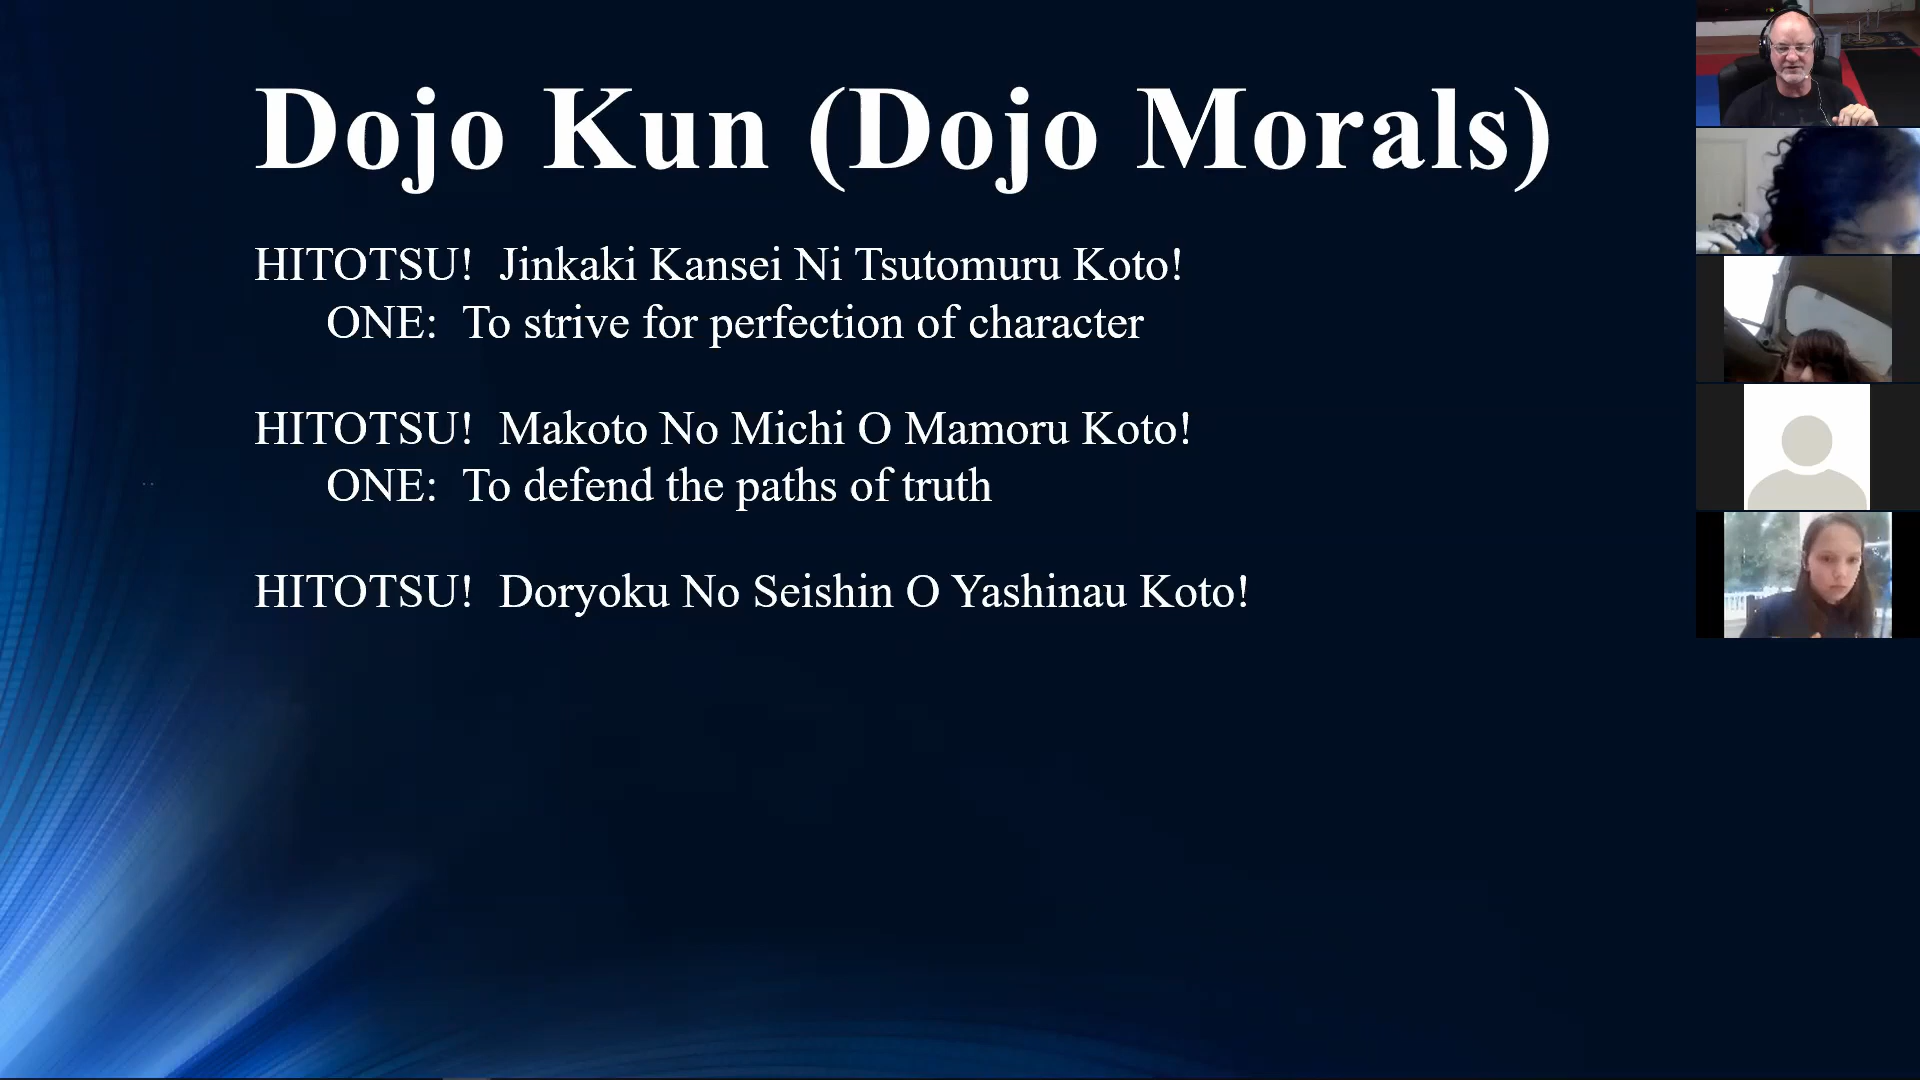 Dojo Kun (Dojo Morals)
HITOTSU! Jinkaki Kansei Ni Tsutomuru Koto!
ONE: To strive for perfection of character
HITOTSU! Makoto No Michi O Mamoru Koto!
ONE: To defend the paths of truth
HITOTSU! Doryoku No Seishin O Yashinau Koto!